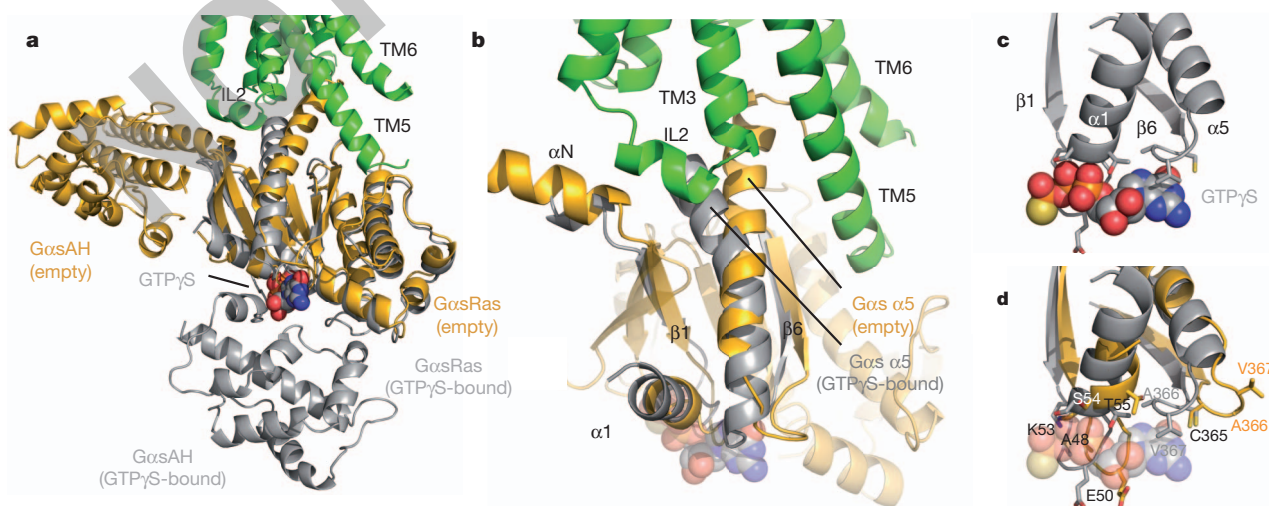 a
TM6
IL2
TM5
GαsAH
(empty)
GTPγS
GαsRas
(empty)
GαsRas
(GTPγS-bound)
GαsAH
(GTPγS-bound)
b
TM6
TM3
IL2
αN
TM5
Gαs α5
(empty)
β1
β6
Gαs α5
(GTPγS-bound)
α1
c
β1
α1
β6
α5
GTPγS
d
V367
S54
T55
A366
K53
A48
C365
A366
V367
E50